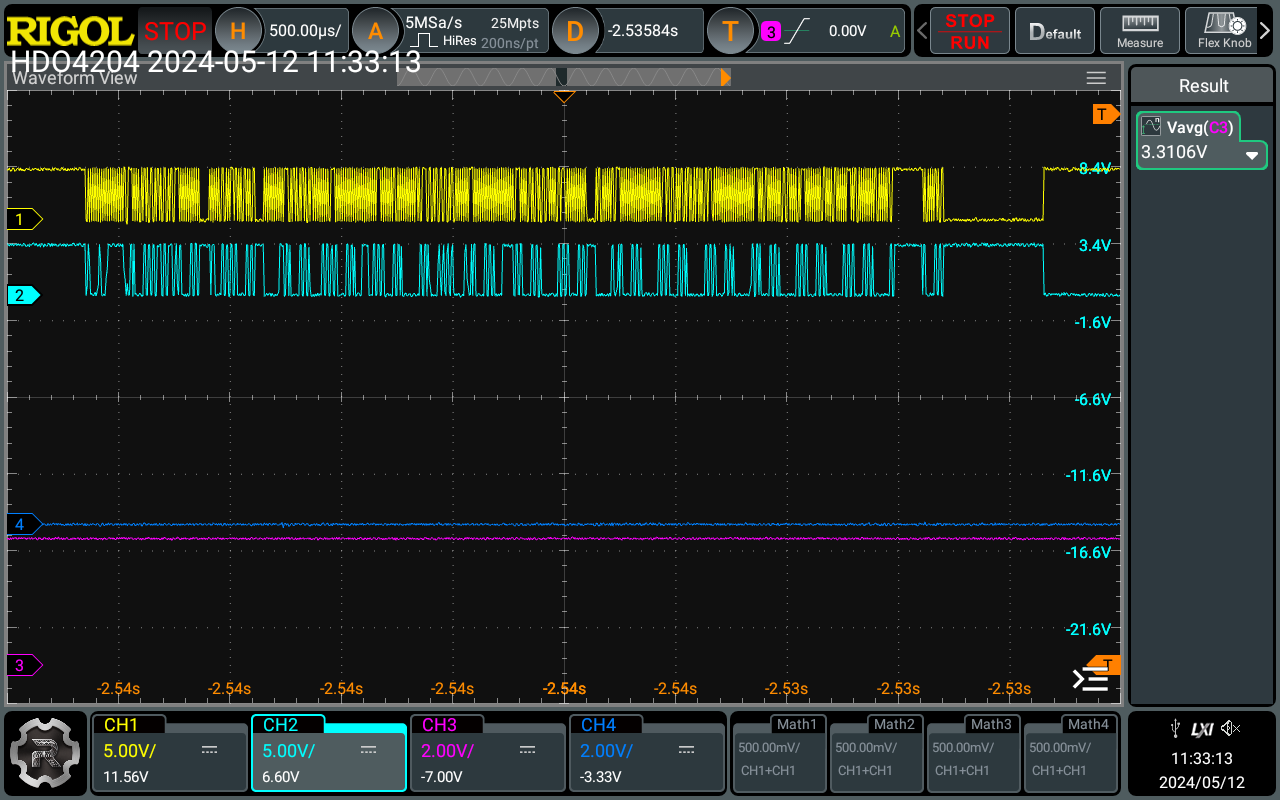 RIGOL STOP H 500.00µs/ A 5MSa/s 25Mpts D -2.53584s T 3 0.00V A STOP RUN Default Measure Flex Knob
HiRes 200ns/pt
HDO4204 2024-05-12 11:33:13
Waveform View
Result
T
Vavg(C3)
3.3106V
8.4V
1
3.4V
2
-1.6V
-6.6V
-11.6V
4
-16.6V
-21.6V
3
T
-2.54s -2.54s -2.54s -2.54s -2.54s -2.54s -2.53s -2.53s -2.53s
CH1 CH2 CH3 CH4 Math1 Math2 Math3 Math4
5.00V/ 5.00V/ 2.00V/ 2.00V/ 500.00mV/ 500.00mV/ 500.00mV/ 500.00mV/
11.56V 6.60V -7.00V -3.33V CH1+CH1 CH1+CH1 CH1+CH1 CH1+CH1
R
LXI
11:33:13
2024/05/12